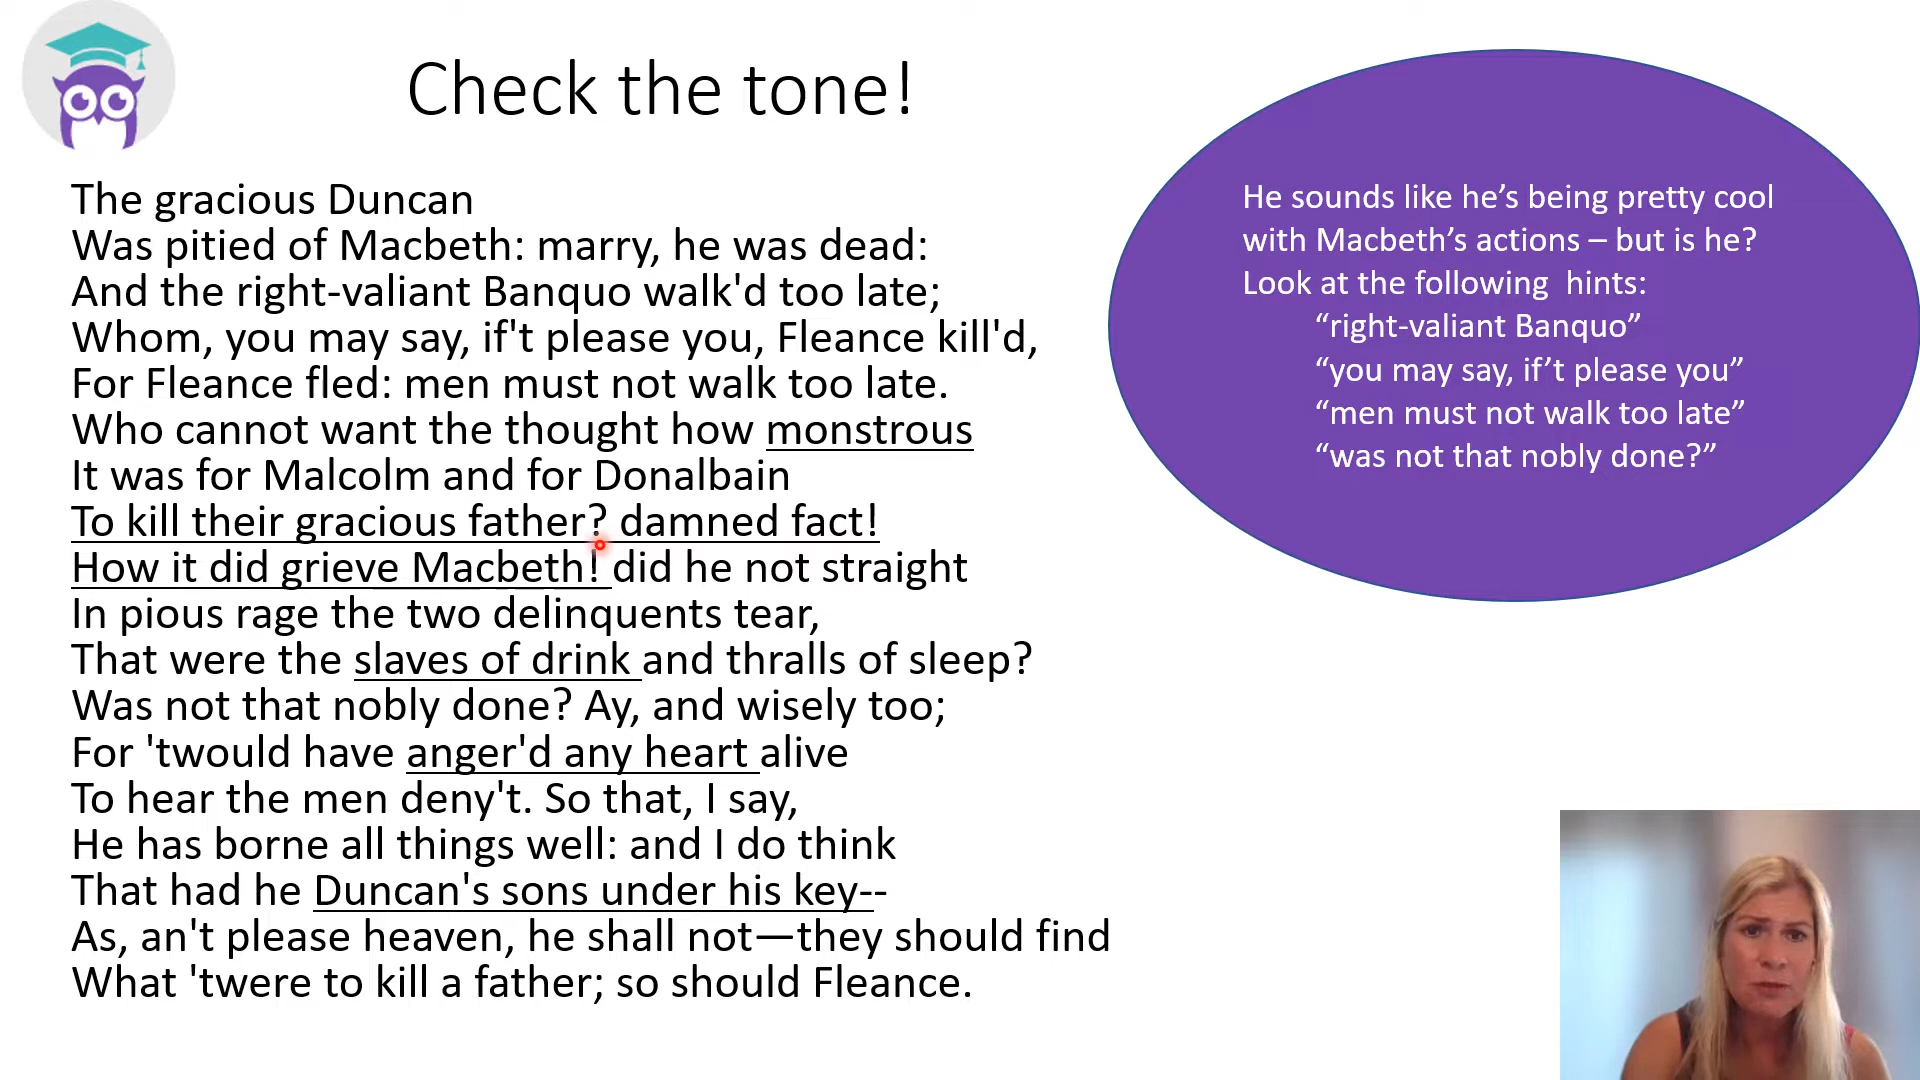 Check the tone!
The gracious Duncan
Was pitied of Macbeth: marry, he was dead:
And the right-valiant Banquo walk'd too late;
Whom, you may say, if't please you, Fleance kill'd,
For Fleance fled: men must not walk too late.
Who cannot want the thought how monstrous
It was for Malcolm and for Donalbain
To kill their gracious father? damned fact!
How it did grieve Macbeth! did he not straight
In pious rage the two delinquents tear,
That were the slaves of drink and thralls of sleep?
Was not that nobly done? Ay, and wisely too;
For 'twould have anger'd any heart alive
To hear the men deny't. So that, I say,
He has borne all things well: and I do think
That had he Duncan's sons under his key--
As, an't please heaven, he shall not—they should find
What 'twere to kill a father; so should Fleance.
He sounds like he’s being pretty cool
with Macbeth’s actions – but is he?
Look at the following  hints:
“right-valiant Banquo”
“you may say, if’t please you”
“men must not walk too late”
“was not that nobly done?”